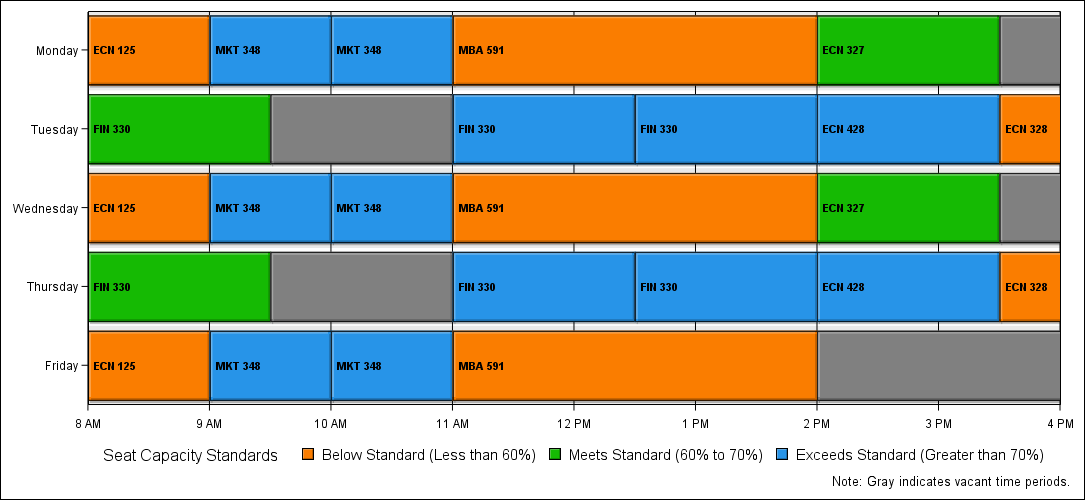 Monday ECN 125 MKT 348 MKT 348 MBA 591 ECN 327
Tuesday FIN 330 FIN 330 FIN 330 ECN 428 ECN 328
Wednesday ECN 125 MKT 348 MKT 348 MBA 591 ECN 327
Thursday FIN 330 FIN 330 FIN 330 ECN 428 ECN 328
Friday ECN 125 MKT 348 MKT 348 MBA 591
8 AM 9 AM 10 AM 11 AM 12 PM 1 PM 2 PM 3 PM 4 PM
Seat Capacity Standards Below Standard (Less than 60%) Meets Standard (60% to 70%) Exceeds Standard (Greater than 70%)
Note: Gray indicates vacant time periods.